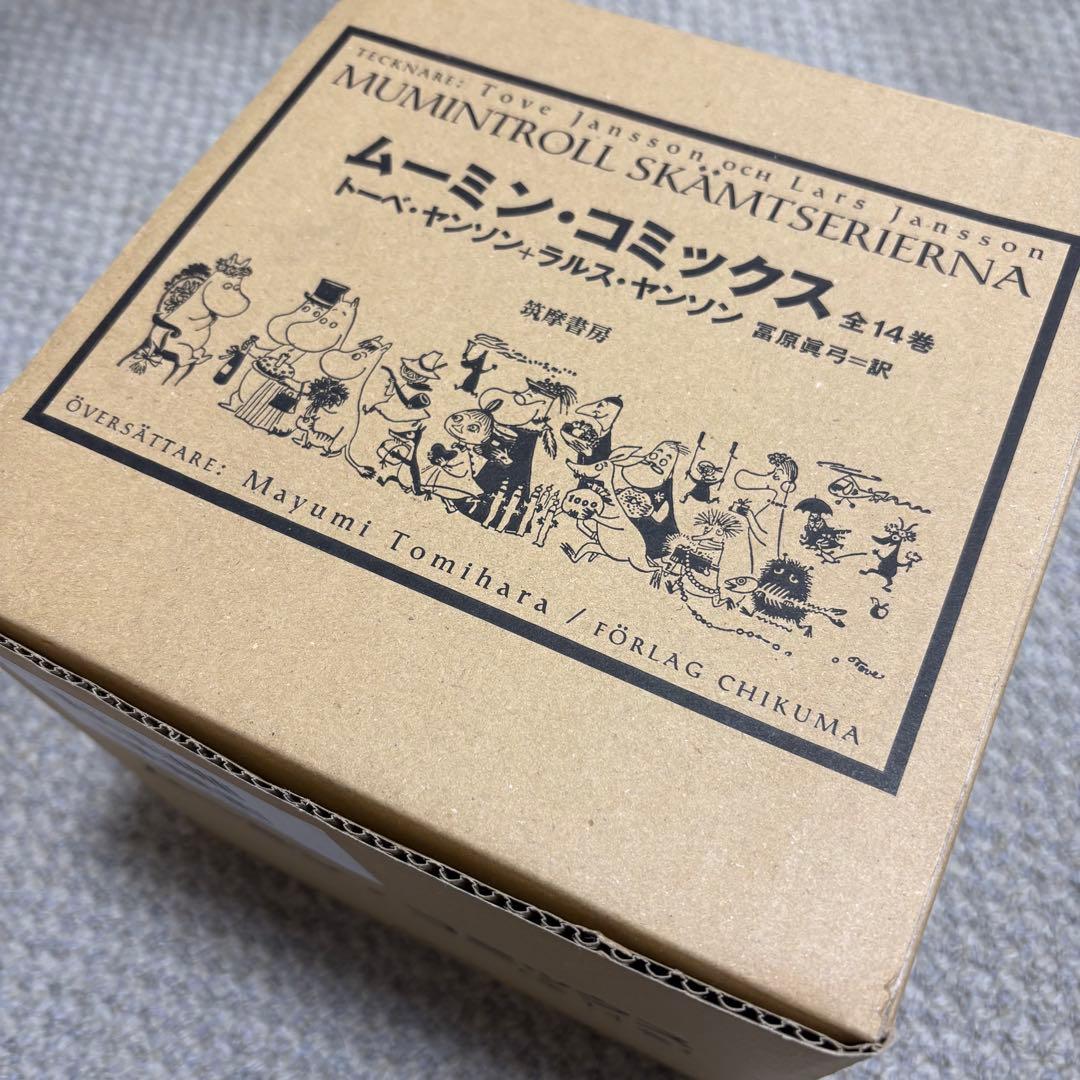 TECKNARE: Tove Jansson OCH Lars Jansson
MUMINTROLL SKÄMTSERIERNA
ムーミン・コミックス 全14巻
トーベ・ヤンソン+ラルス・ヤンソン 冨原眞弓=訳
筑摩書房
1000
Tove
ÖVERSÄTTARE: Mayumi Tomihara / FÖRLAG CHIKUMA